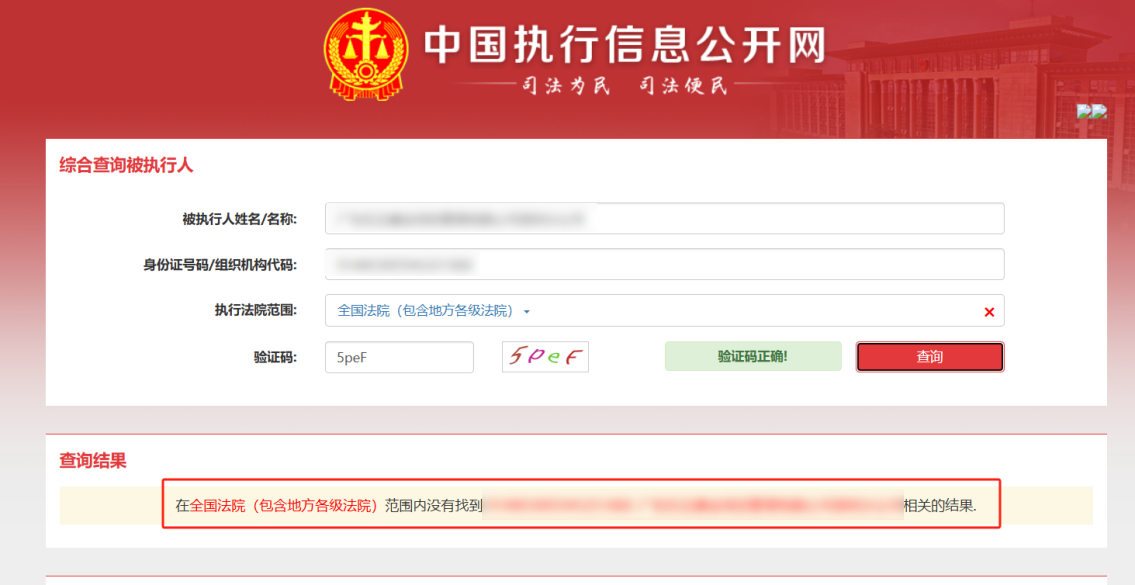 中国执行信息公开网
司法为民 司法便民
综合查询被执行人
被执行人姓名/名称:
身份证号码/组织机构代码:
执行法院范围: 全国法院（包含地方各级法院）
验证码: 5peF 5peF 验证码正确! 查询
查询结果
在全国法院（包含地方各级法院）范围内没有找到 相关的结果.